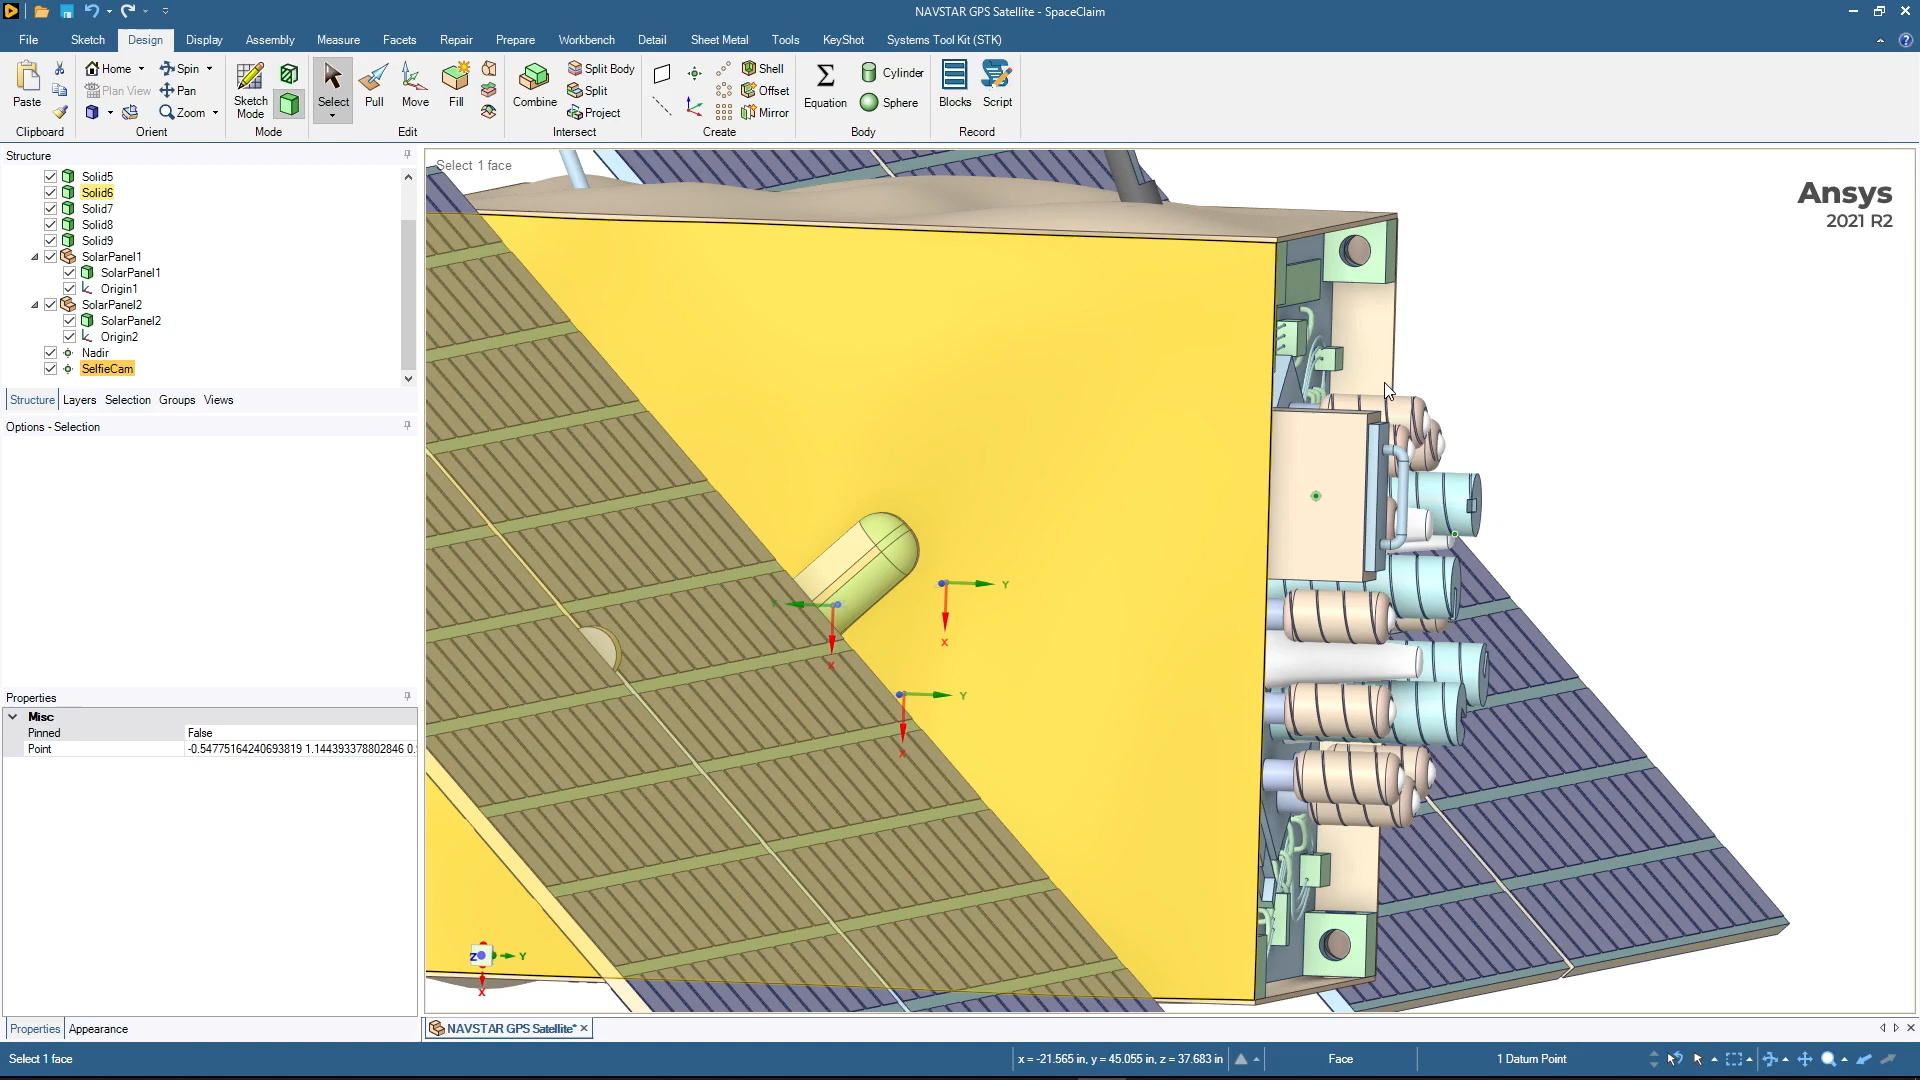 NAVSTAR GPS Satellite - SpaceClaim
File Sketch Design Display Assembly Measure Facets Repair Prepare Workbench Detail Sheet Metal Tools KeyShot Systems Tool Kit (STK)
Paste
Clipboard
Home Spin
Plan View Pan
Zoom
Orient
Sketch Mode
Mode
Select Pull Move Fill
Edit
Combine
Split Body
Split
Project
Intersect
Shell
Offset
Mirror
Create
Equation
Cylinder
Sphere
Body
Blocks Script
Record
Structure
Solid5
Solid6
Solid7
Solid8
Solid9
SolarPanel1
SolarPanel1
Origin1
SolarPanel2
SolarPanel2
Origin2
Nadir
SelfieCam
Structure Layers Selection Groups Views
Options - Selection
Properties
Misc
Pinned False
Point -0.54775164240693819 1.144393378802846 0.
Properties Appearance
Select 1 face
Ansys
2021 R2
Y
X
Y
X
Y
X
Z Y
X
NAVSTAR GPS Satellite*
Select 1 face
x = -21.565 in, y = 45.055 in, z = 37.683 in
Face
1 Datum Point